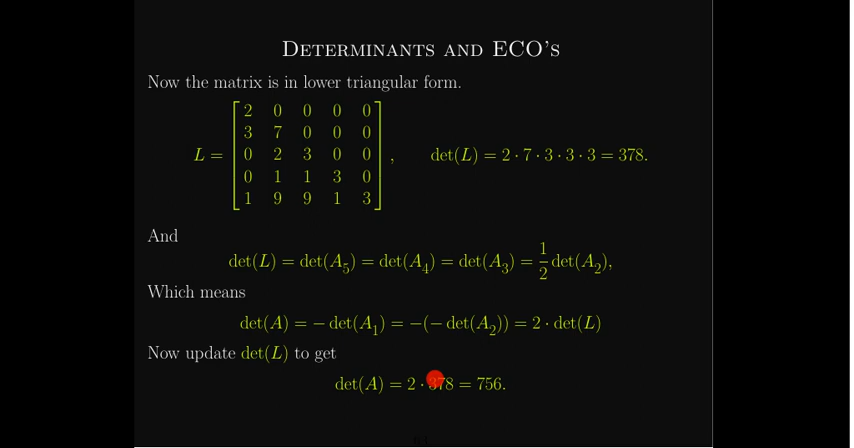 Determinants and ECO's
Now the matrix is in lower triangular form.
L = [2 0 0 0 0; 3 7 0 0 0; 0 2 3 0 0; 0 1 1 3 0; 1 9 9 1 3], det(L) = 2 · 7 · 3 · 3 · 3 = 378.
And
det(L) = det(A₅) = det(A₄) = det(A₃) = 1/2 det(A₂),
Which means
det(A) = − det(A₁) = −(− det(A₂)) = 2 · det(L)
Now update det(L) to get
det(A) = 2 · 378 = 756.